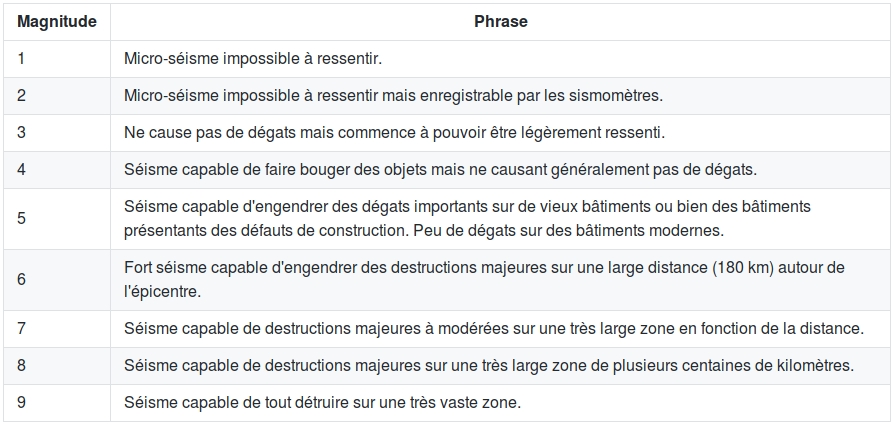 Magnitude Phrase
1 Micro-séisme impossible à ressentir.
2 Micro-séisme impossible à ressentir mais enregistrable par les sismomètres.
3 Ne cause pas de dégats mais commence à pouvoir être légèrement ressenti.
4 Séisme capable de faire bouger des objets mais ne causant généralement pas de dégats.
5 Séisme capable d'engendrer des dégats importants sur de vieux bâtiments ou bien des bâtiments
présentants des défauts de construction. Peu de dégats sur des bâtiments modernes.
6 Fort séisme capable d'engendrer des destructions majeures sur une large distance (180 km) autour de
l'épicentre.
7 Séisme capable de destructions majeures à modérées sur une très large zone en fonction de la distance.
8 Séisme capable de destructions majeures sur une très large zone de plusieurs centaines de kilomètres.
9 Séisme capable de tout détruire sur une très vaste zone.